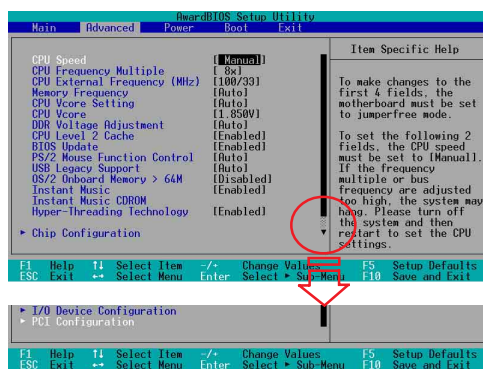 AwardBIOS Setup Utility
Main Advanced Power Boot Exit
Item Specific Help
CPU Speed [ Manual]
CPU Frequency Multiple [ 8x]
CPU External Frequency (MHz) [100/33]
Memory Frequency [Auto]
CPU Vcore Setting [Auto]
CPU Vcore [1.850V]
DDR Voltage Adjustment [Auto]
CPU Level 2 Cache [Enabled]
BIOS Update [Enabled]
PS/2 Mouse Function Control [Auto]
USB Legacy Support [Auto]
OS/2 Onboard Memory > 64M [Disabled]
Instant Music [Enabled]
Instant Music CDROM
Hyper-Threading Technology [Enabled]
► Chip Configuration
To make changes to the
first 4 fields, the
motherboard must be set
to jumperfree mode.
To set the following 2
fields, the CPU speed
must be set to [Manual].
If the frequency
multiple or bus
frequency are adjusted
too high, the system may
hang. Please turn off
the system and then
restart to set the CPU
settings.
F1 Help ↑↓ Select Item -/+ Change Values F5 Setup Defaults
ESC Exit ←→ Select Menu Enter Select ► Sub-Menu F10 Save and Exit
► I/O Device Configuration
► PCI Configuration
F1 Help ↑↓ Select Item -/+ Change Values F5 Setup Defaults
ESC Exit ←→ Select Menu Enter Select ► Sub-Menu F10 Save and Exit